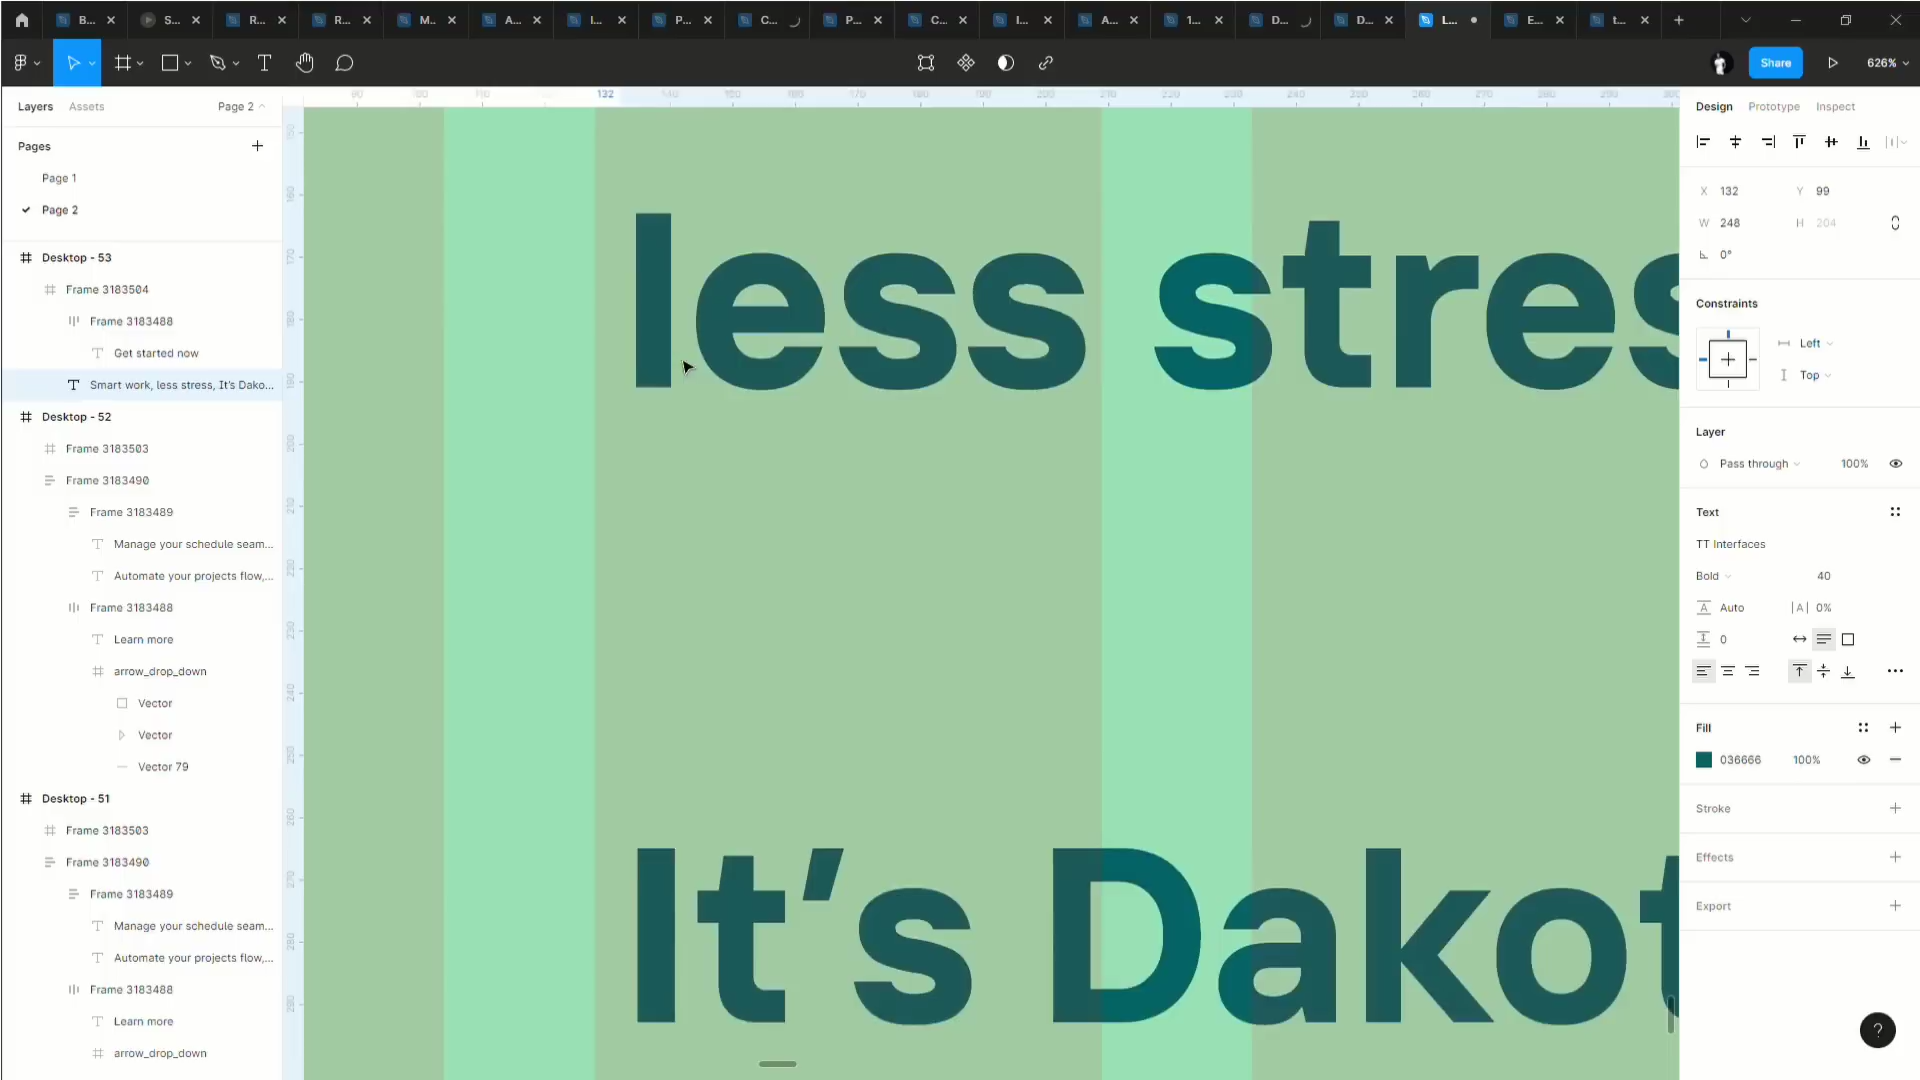 B...
S...
R...
R...
M...
A...
I...
P...
C...
P...
C...
I...
A...
1...
D...
D...
L...
E...
t...
Share
626%
Layers
Assets
Page 2
Pages
Page 1
Page 2
Desktop - 53
Frame 3183504
Frame 3183488
Get started now
Smart work, less stress, It's Dako...
Desktop - 52
Frame 3183503
Frame 3183490
Frame 3183489
Manage your schedule seam...
Automate your projects flow,...
Frame 3183488
Learn more
arrow_drop_down
Vector
Vector
Vector 79
Desktop - 51
Frame 3183503
Frame 3183490
Frame 3183489
Manage your schedule seam...
Automate your projects flow,...
Frame 3183488
Learn more
arrow_drop_down
132
less stres
It's Dakot
Design
Prototype
Inspect
X 132
Y 99
W 248
H 204
0°
Constraints
Left
Top
Layer
Pass through
100%
Text
TT Interfaces
Bold
40
Auto
|A| 0%
0
Fill
036666
100%
Stroke
Effects
Export
?